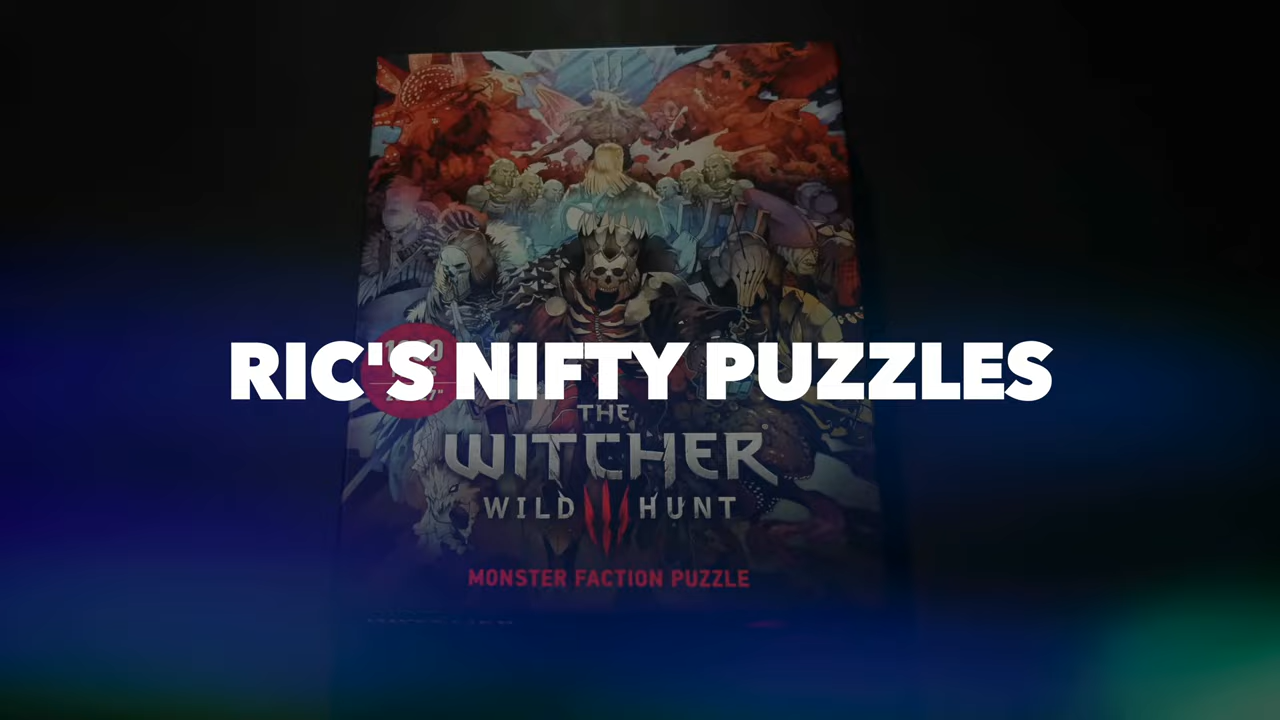 RIC'S NIFTY PUZZLES
THE
WITCHER
WILD HUNT
MONSTER FACTION PUZZLE